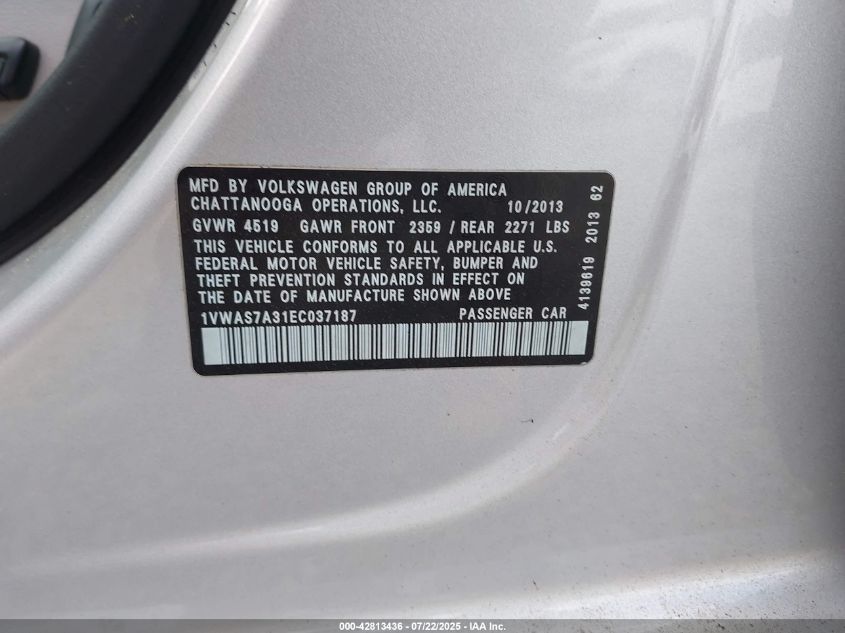 MFD BY VOLKSWAGEN GROUP OF AMERICA
CHATTANOOGA OPERATIONS, LLC. 10/2013
GVWR 4519 GAWR FRONT 2359 / REAR 2271 LBS
THIS VEHICLE CONFORMS TO ALL APPLICABLE U.S.
FEDERAL MOTOR VEHICLE SAFETY, BUMPER AND
THEFT PREVENTION STANDARDS IN EFFECT ON
THE DATE OF MANUFACTURE SHOWN ABOVE
1VWAS7A31EC037187 PASSENGER CAR
4139619 2013 62
000-42813436 - 07/22/2025 - IAA Inc.